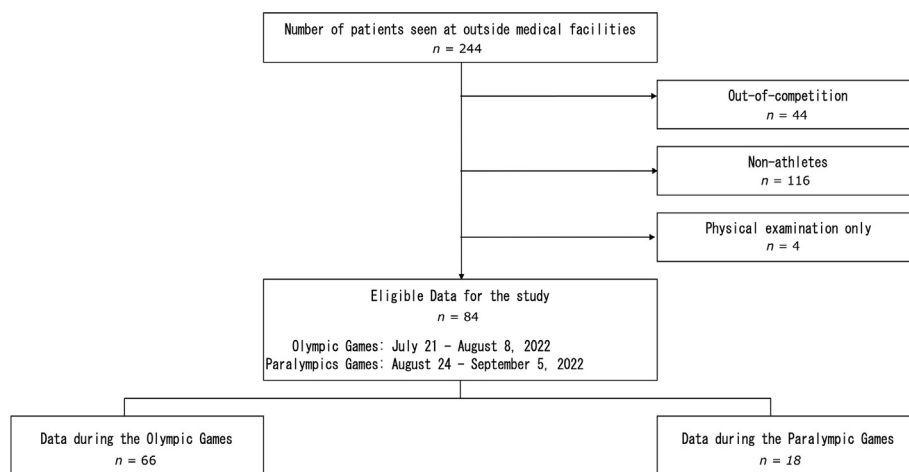 Number of patients seen at outside medical facilities
n = 244
Out-of-competition
n = 44
Non-athletes
n = 116
Physical examination only
n = 4
Eligible Data for the study
n = 84
Olympic Games: July 21 – August 8, 2022
Paralympics Games: August 24 – September 5, 2022
Data during the Olympic Games
n = 66
Data during the Paralympic Games
n = 18